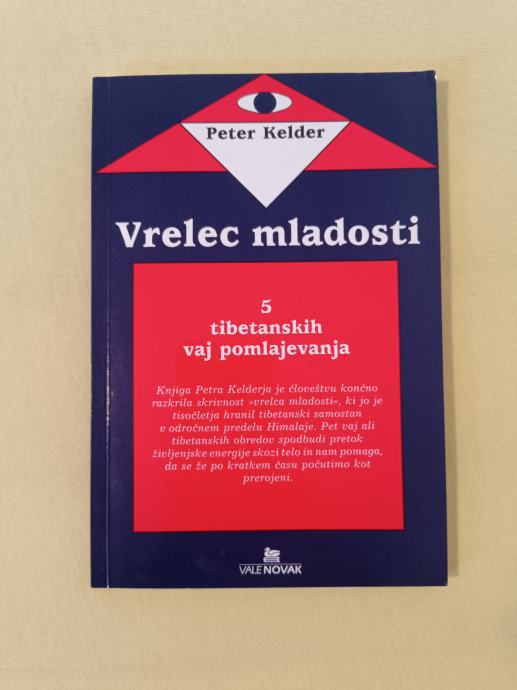 Peter Kelder
Vrelec mladosti
5
tibetanskih
vaj pomlajevanja
Knjiga Petra Kelderja je človeštvu končno
razkrila skrivnost »vrelca mladosti«, ki jo je
tisočletja hranil tibetanski samostan
v odročnem predelu Himalaje. Pet vaj ali
tibetanskih obredov spodbudi pretok
življenjske energije skozi telo in nam pomaga,
da se že po kratkem času počutimo kot
prerojeni.
VALE NOVAK